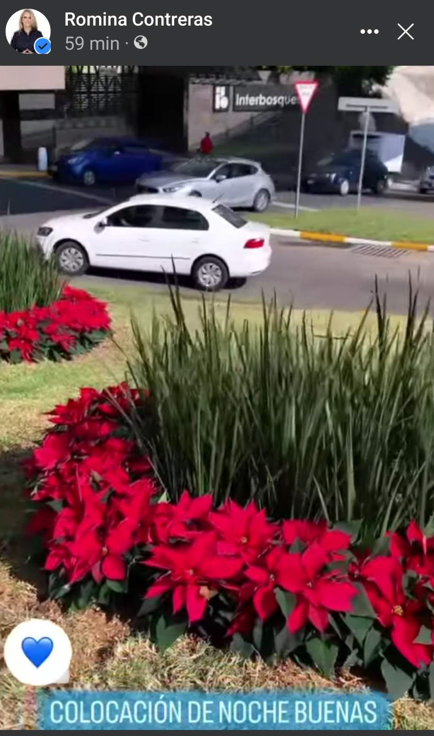 Romina Contreras
59 min ·
Interbosques
COLOCACIÓN DE NOCHE BUENAS